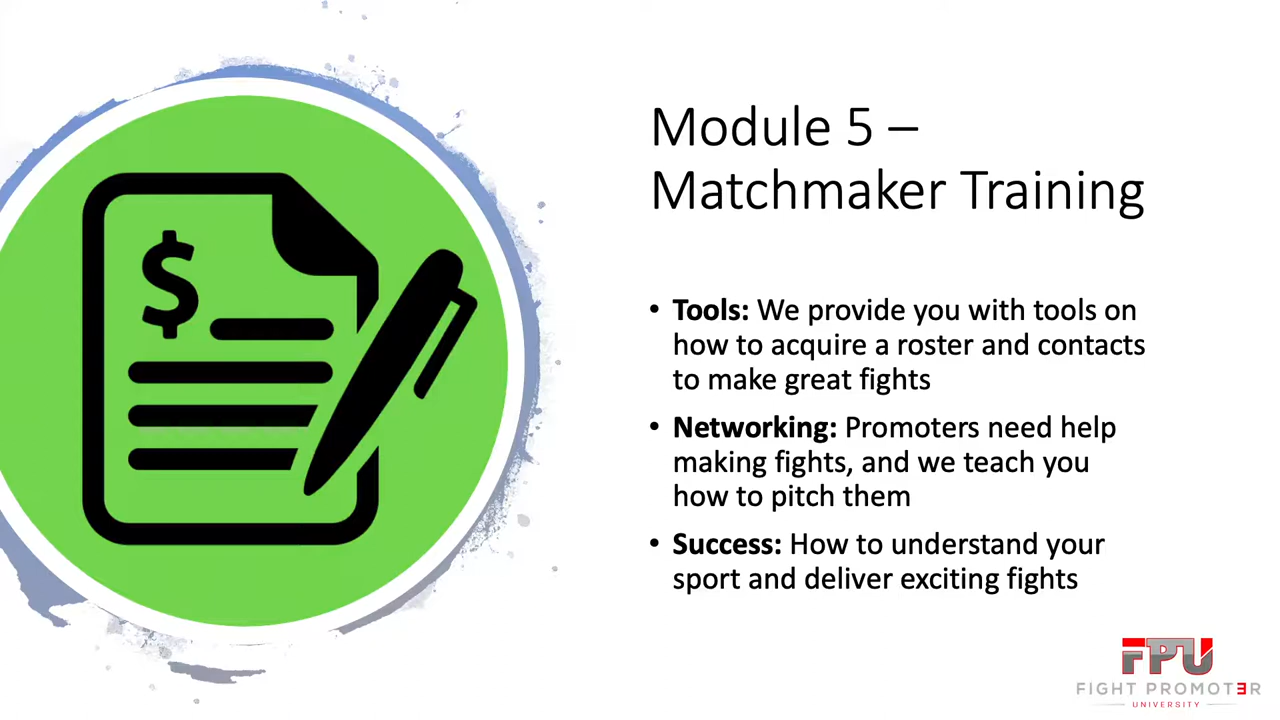 Module 5 –
Matchmaker Training
• Tools: We provide you with tools on
how to acquire a roster and contacts
to make great fights
• Networking: Promoters need help
making fights, and we teach you
how to pitch them
• Success: How to understand your
sport and deliver exciting fights
$
FPU
FIGHT PROMOT3R
UNIVERSITY